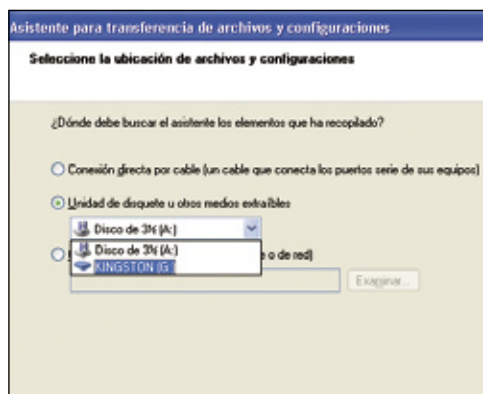 Asistente para transferencia de archivos y configuraciones
Seleccione la ubicación de archivos y configuraciones
¿Dónde debe buscar el asistente los elementos que ha recopilado?
Conexión directa por cable (un cable que conecta los puertos serie de sus equipos)
Unidad de disquete u otros medios extraíbles
Disco de 3½ (A:)
Disco de 3½ (A:)
e o de red)
KINGSTON (G:)
Examinar...